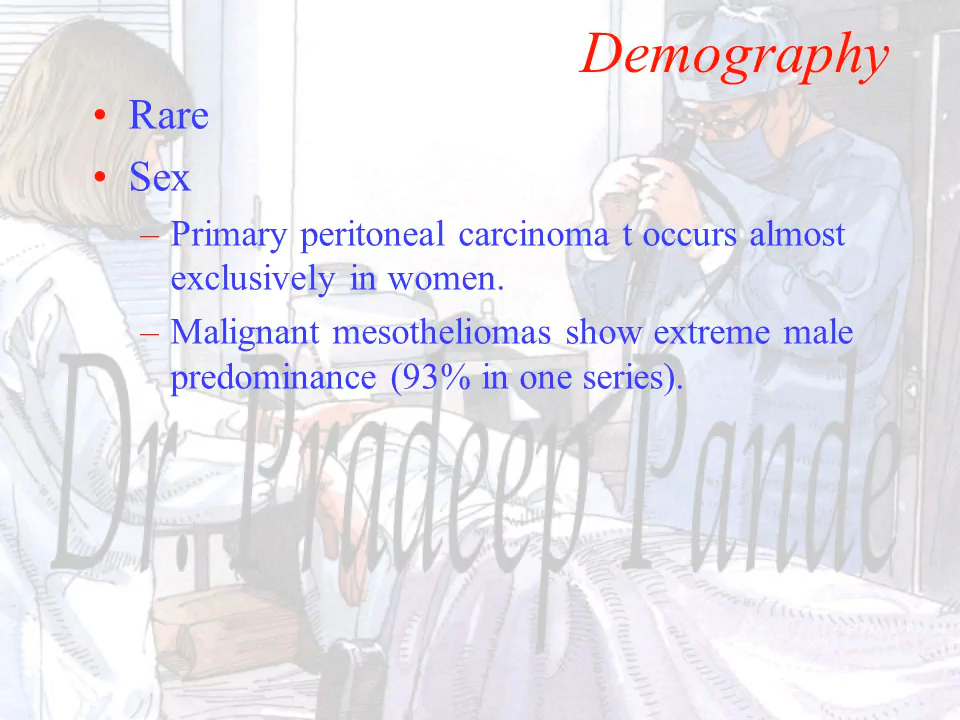 Demography
• Rare
• Sex
– Primary peritoneal carcinoma t occurs almost
exclusively in women.
– Malignant mesotheliomas show extreme male
predominance (93% in one series).
Dr. Pradeep Pande